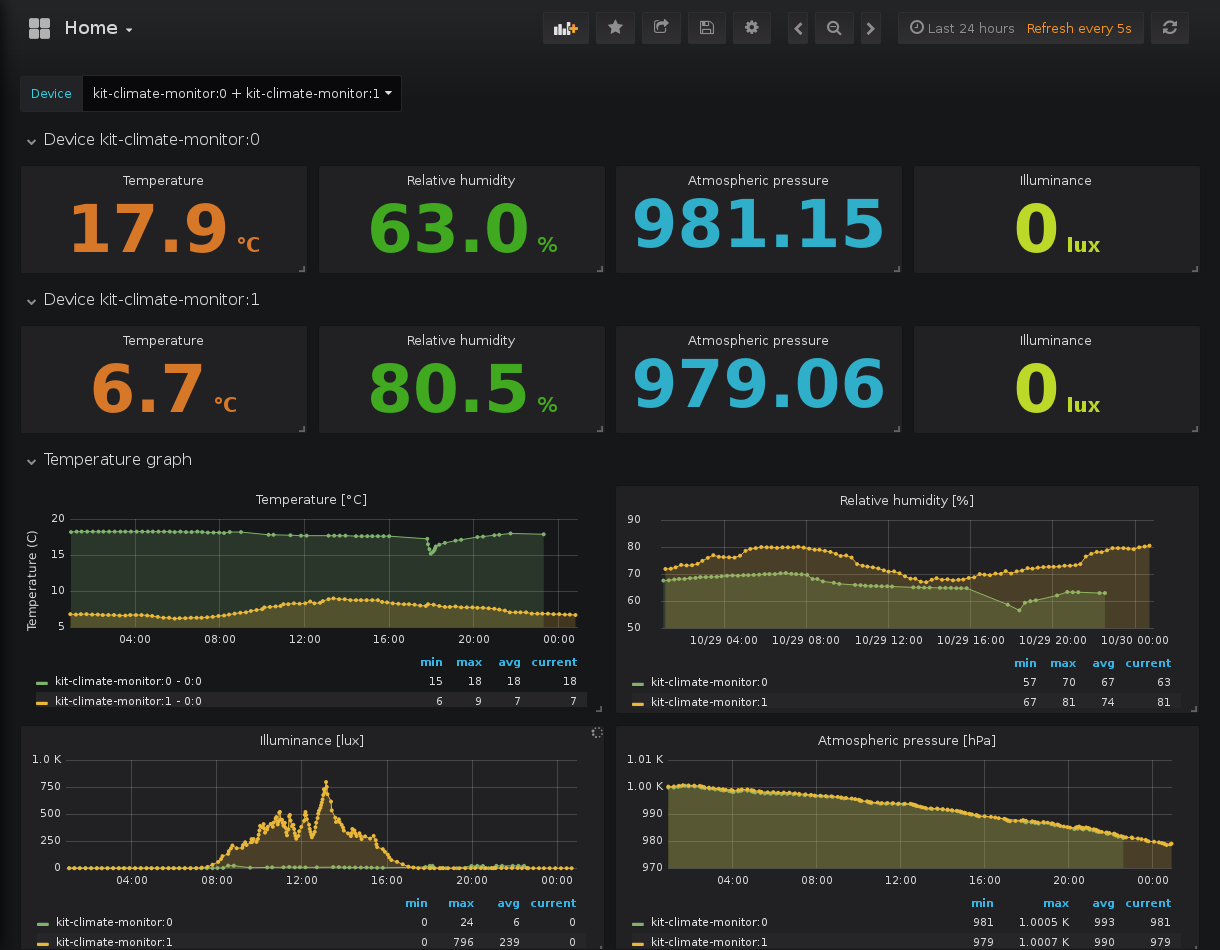 Home
Last 24 hours Refresh every 5s
Device kit-climate-monitor:0 + kit-climate-monitor:1
Device kit-climate-monitor:0
Temperature Relative humidity Atmospheric pressure Illuminance
17.9 °C 63.0 % 981.15 0 lux
Device kit-climate-monitor:1
Temperature Relative humidity Atmospheric pressure Illuminance
6.7 °C 80.5 % 979.06 0 lux
Temperature graph
Temperature [°C]
Temperature (C)
20
15
10
5
04:00 08:00 12:00 16:00 20:00 00:00
min max avg current
kit-climate-monitor:0 - 0:0 15 18 18 18
kit-climate-monitor:1 - 0:0 6 9 7 7
Relative humidity [%]
90
80
70
60
50
10/29 04:00 10/29 08:00 10/29 12:00 10/29 16:00 10/29 20:00 10/30 00:00
min max avg current
kit-climate-monitor:0 57 70 67 63
kit-climate-monitor:1 67 81 74 81
Illuminance [lux]
1.0 K
750
500
250
0
04:00 08:00 12:00 16:00 20:00 00:00
min max avg current
kit-climate-monitor:0 0 24 6 0
kit-climate-monitor:1 0 796 239 0
Atmospheric pressure [hPa]
1.01 K
1.00 K
990
980
970
04:00 08:00 12:00 16:00 20:00 00:00
min max avg current
kit-climate-monitor:0 981 1.0005 K 993 981
kit-climate-monitor:1 979 1.0007 K 990 979